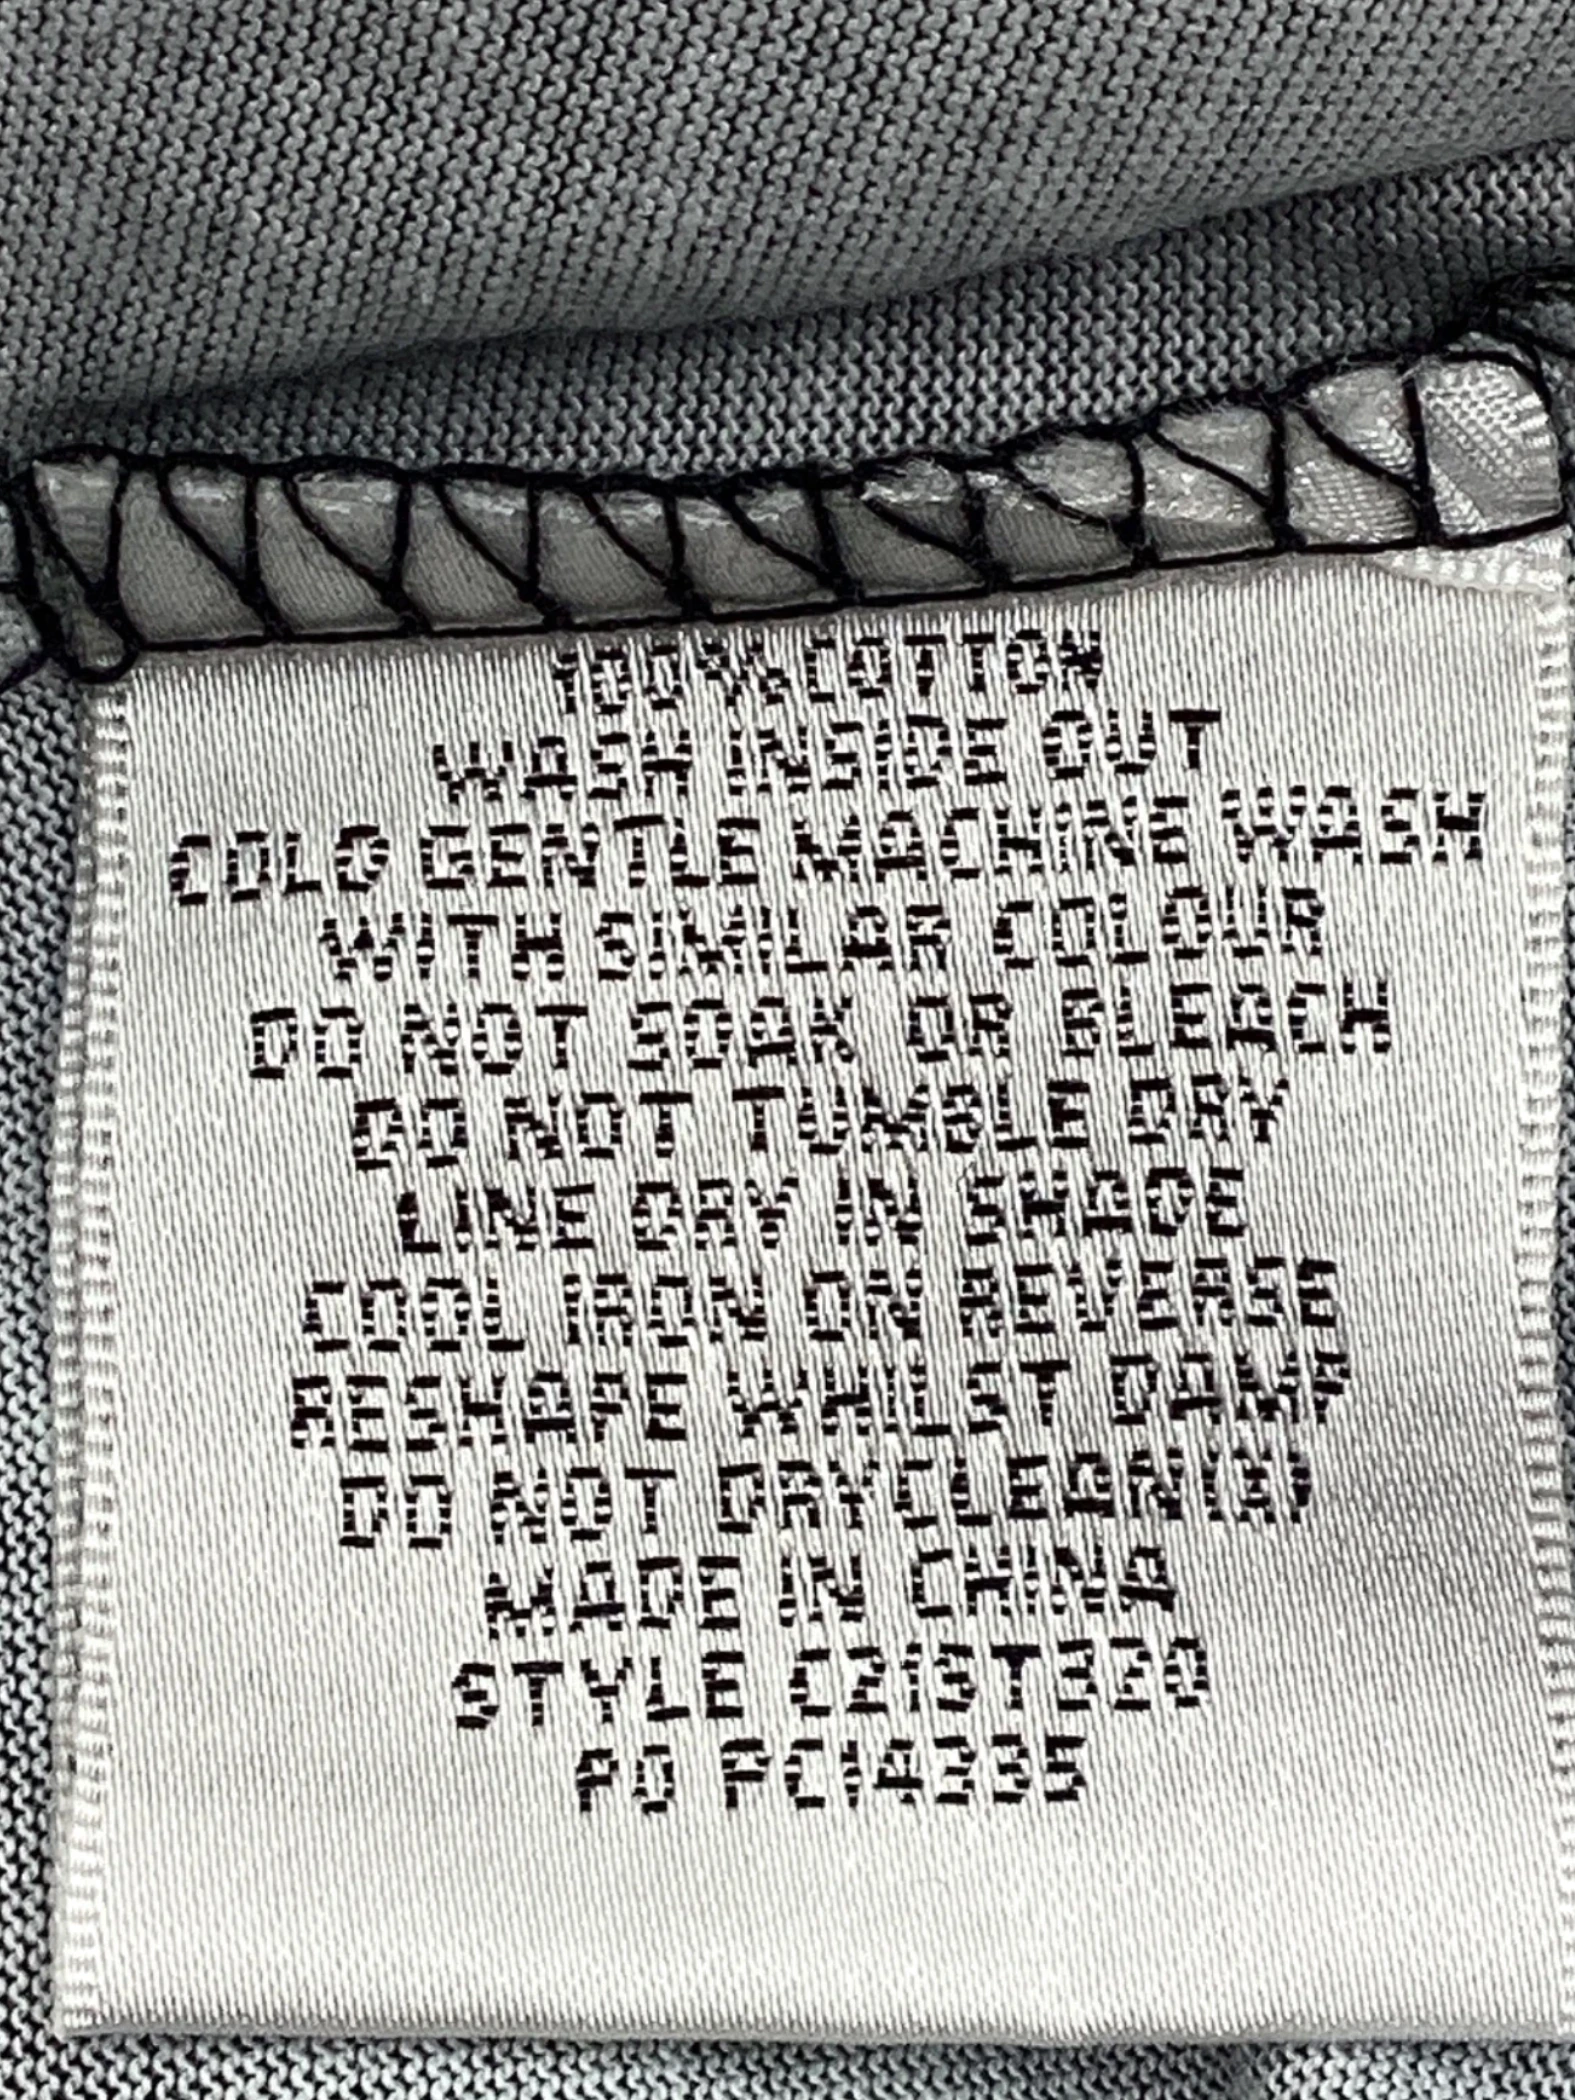 100% COTTON
WASH INSIDE OUT
COLD GENTLE MACHINE WASH
WITH SIMILAR COLOUR
DO NOT SOAK OR BLEACH
DO NOT TUMBLE DRY
LINE DRY IN SHADE
COOL IRON ON REVERSE
RESHAPE WHILST DAMP
DO NOT DRYCLEAN
MADE IN CHINA
STYLE C213T320
PO PC14335